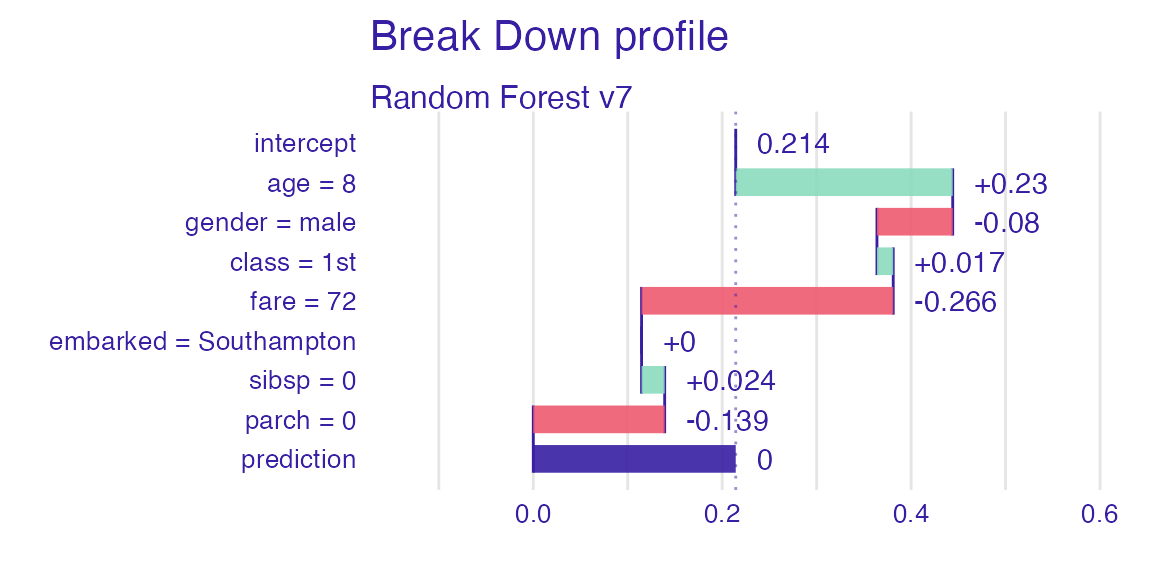 Break Down profile
Random Forest v7
intercept 0.214
age = 8 +0.23
gender = male -0.08
class = 1st +0.017
fare = 72 -0.266
embarked = Southampton +0
sibsp = 0 +0.024
parch = 0 -0.139
prediction 0
0.0 0.2 0.4 0.6